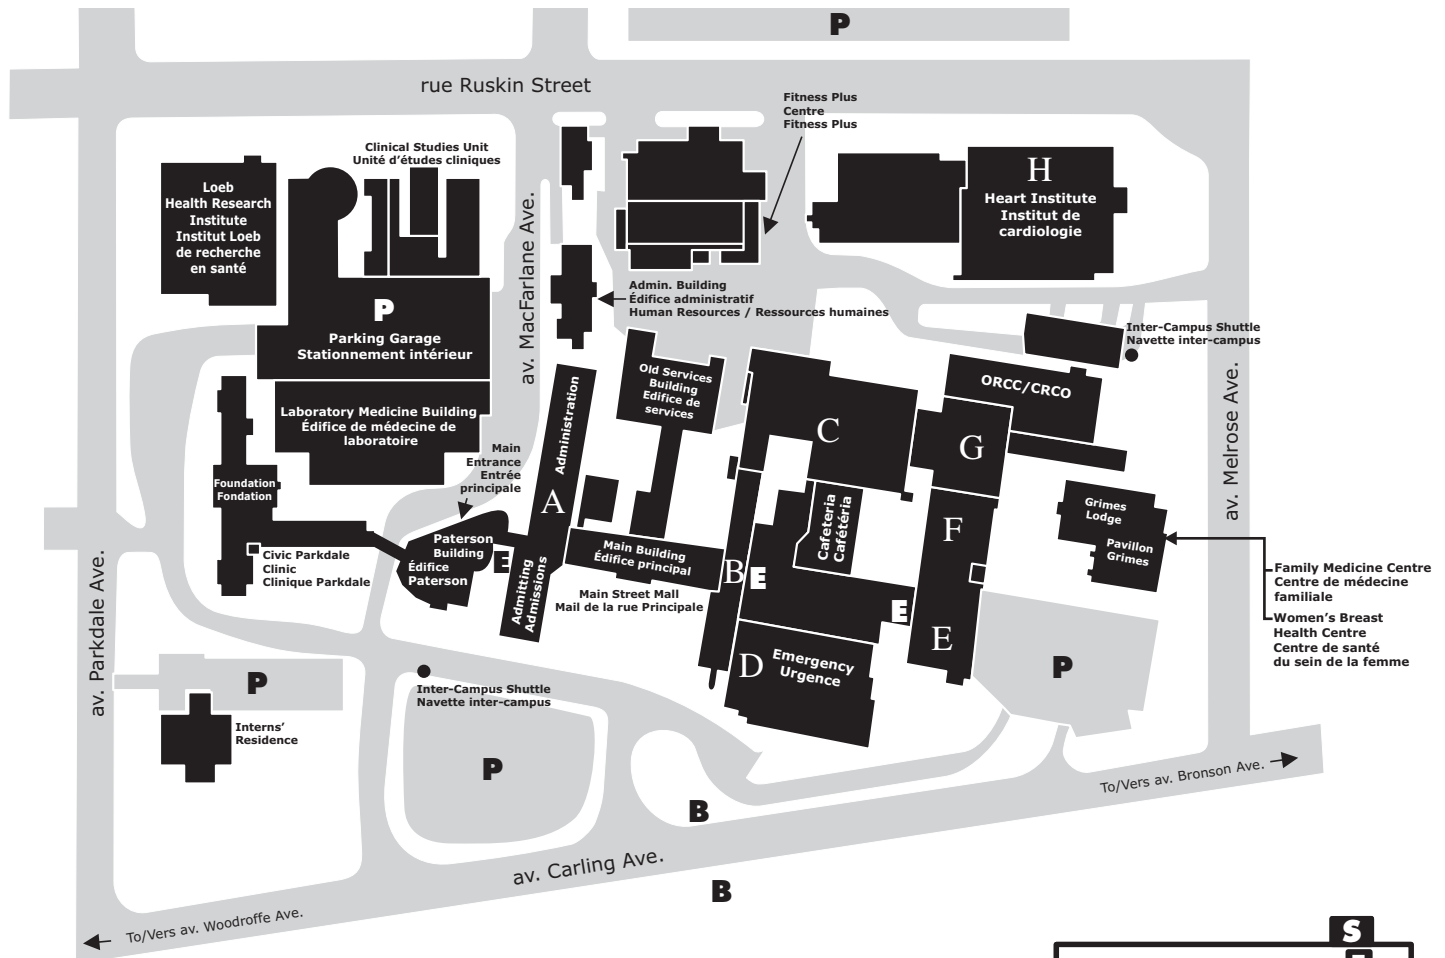 P
rue Ruskin Street
Fitness Plus
Centre
Fitness Plus
Clinical Studies Unit
Unité d'études cliniques
Loeb
Health Research
Institute
Institut Loeb
de recherche
en santé
H
Heart Institute
Institut de
cardiologie
av. MacFarlane Ave.
P
Parking Garage
Stationnement intérieur
Admin. Building
Édifice administratif
Human Resources / Ressources humaines
Inter-Campus Shuttle
Navette inter-campus
Old Services
Building
Edifice de
services
ORCC/CRCO
av. Melrose Ave.
Laboratory Medicine Building
Édifice de médecine de
laboratoire
Administration
A
Admitting
Admissions
C
G
Main
Entrance
Entrée
principale
Foundation
Fondation
Cafeteria
Cafétéria
F
Grimes
Lodge
Pavillon
Grimes
Paterson
Building
Édifice
Paterson
E
Main Building
Édifice principal
B
E
Civic Parkdale
Clinic
Clinique Parkdale
Main Street Mall
Mail de la rue Principale
Family Medicine Centre
Centre de médecine
familiale
Women's Breast
Health Centre
Centre de santé
du sein de la femme
E
E
D
Emergency
Urgence
P
av. Parkdale Ave.
P
Inter-Campus Shuttle
Navette inter-campus
Interns'
Residence
P
To/Vers av. Bronson Ave.
B
av. Carling Ave.
B
To/Vers av. Woodroffe Ave.
S